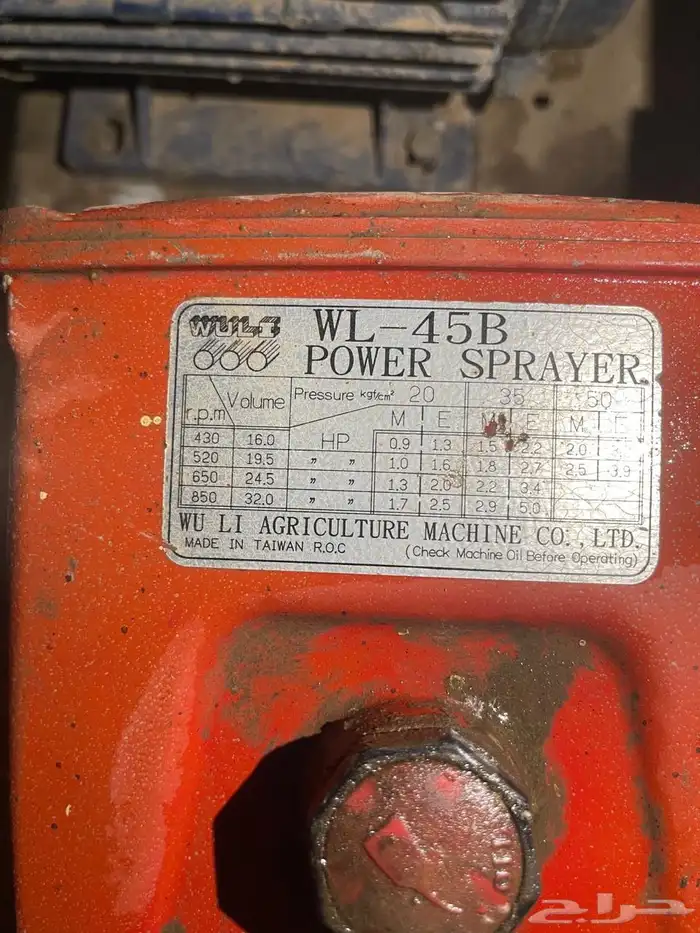 WULI WL-45B
POWER SPRAYER
Volume Pressure kgf/cm² 20 35 50
r.p.m M E M E M E
430 16.0 HP 0.9 1.3 1.5 2.2 2.0
520 19.5 〃 〃 1.0 1.6 1.8 2.7 2.5 3.9
650 24.5 〃 〃 1.3 2.0 2.2 3.4
850 32.0 〃 〃 1.7 2.5 2.9 5.0
WU LI AGRICULTURE MACHINE CO., LTD.
MADE IN TAIWAN R.O.C (Check Machine Oil Before Operating)
OIL
حراج